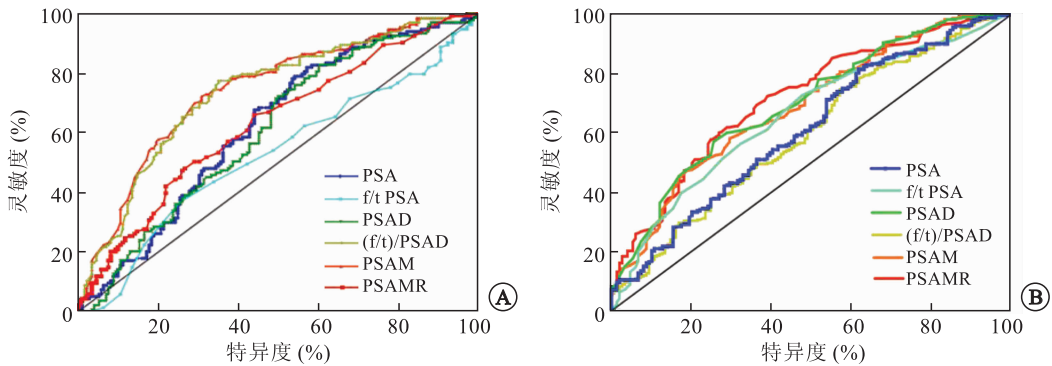 100
80
60
40
20
0
灵敏度 (%)
PSA
f/t PSA
PSAD
(f/t)/PSAD
PSAM
PSAMR
20
40
60
80
100
特异度 (%)
A
100
80
60
40
20
0
灵敏度 (%)
PSA
f/t PSA
PSAD
(f/t)/PSAD
PSAM
PSAMR
20
40
60
80
100
特异度 (%)
B